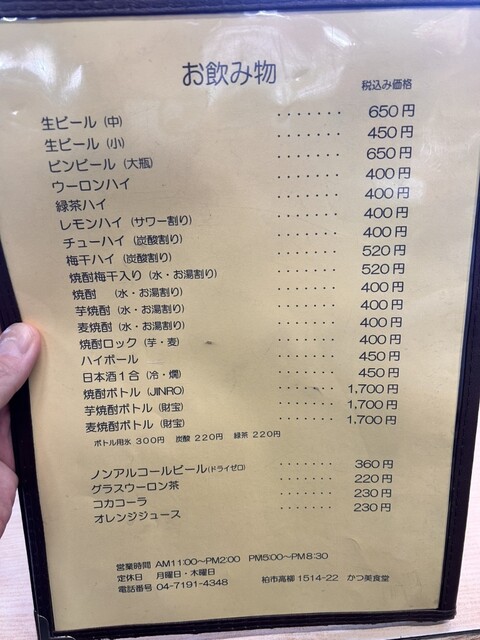 お飲み物
税込み価格
生ビール（中） ・・・・・・・ 650円
生ビール（小） ・・・・・・・ 450円
ビンビール（大瓶） ・・・・・・・ 650円
ウーロンハイ ・・・・・・・ 400円
緑茶ハイ ・・・・・・・ 400円
レモンハイ（サワー割り） ・・・・・・・ 400円
チューハイ（炭酸割り） ・・・・・・・ 400円
梅干ハイ（炭酸割り） ・・・・・・・ 520円
焼酎梅干入り（水・お湯割り） ・・・・・・・ 520円
焼酎　（水・お湯割り） ・・・・・・・ 400円
芋焼酎（水・お湯割り） ・・・・・・・ 400円
麦焼酎（水・お湯割り） ・・・・・・・ 400円
焼酎ロック（芋・麦） ・・・・・・・ 400円
ハイボール ・・・・・・・ 450円
日本酒１合（冷・燗） ・・・・・・・ 450円
焼酎ボトル（JINRO） ・・・・・・・ 1,700円
芋焼酎ボトル（財宝） ・・・・・・・ 1,700円
麦焼酎ボトル（財宝） ・・・・・・・ 1,700円
ボトル用氷 300円　炭酸 220円　緑茶 220円
ノンアルコールビール(ドライゼロ) ・・・・・・・ 360円
グラスウーロン茶 ・・・・・・・ 220円
コカコーラ ・・・・・・・ 230円
オレンジジュース ・・・・・・・ 230円
営業時間 AM11:00～PM2:00 PM5:00～PM8:30
定休日　月曜日・木曜日
電話番号 04-7191-4348　柏市高柳1514-22　かつ美食堂